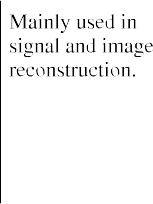 Mainly used in
signal and image
reconstruction.